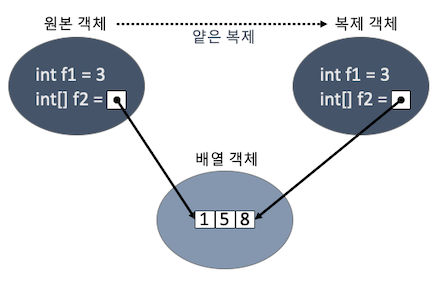 원본 객체
얕은 복제
복제 객체
int f1 = 3
int[] f2 =
int f1 = 3
int[] f2 =
배열 객체
1 5 8